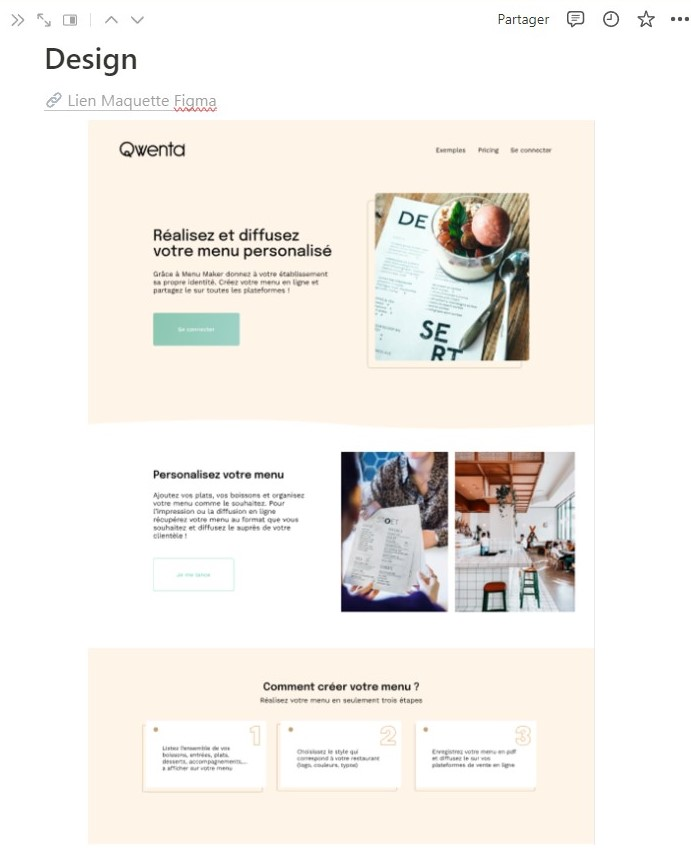 Partager
Design
Lien Maquette Figma
Qwenta
Exemples Pricing Se connecter
Réalisez et diffusez
votre menu personalisé
Grâce à Menu Maker donnez à votre établissement
sa propre identité. Créez votre menu en ligne et
partagez le sur toutes les plateformes !
Se connecter
DE
SE
RT
Personalisez votre menu
Ajoutez vos plats, vos boissons et organisez
votre menu comme le souhaitez. Pour
l'impression ou la diffusion en ligne
récupérez votre menu au format que vous
souhaitez et diffusez le suprès de votre
clientèle !
Je me lance
Comment créer votre menu ?
Réalisez votre menu en seulement trois étapes
1
Listez l'ensemble de vos
boissons, entrées, plats,
desserts, accompagnements,...
a afficher sur votre menu
2
Choisissez le style qui
correspond à votre restaurant
(logo, couleurs, typos)
3
Enregistrez votre menu en pdf
et diffusez le sur vos
plateformes de vente en ligne